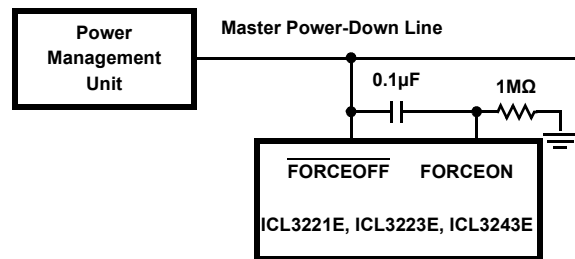 Power
Management
Unit
Master Power-Down Line
0.1µF
1MΩ
FORCEOFF FORCEON
ICL3221E, ICL3223E, ICL3243E